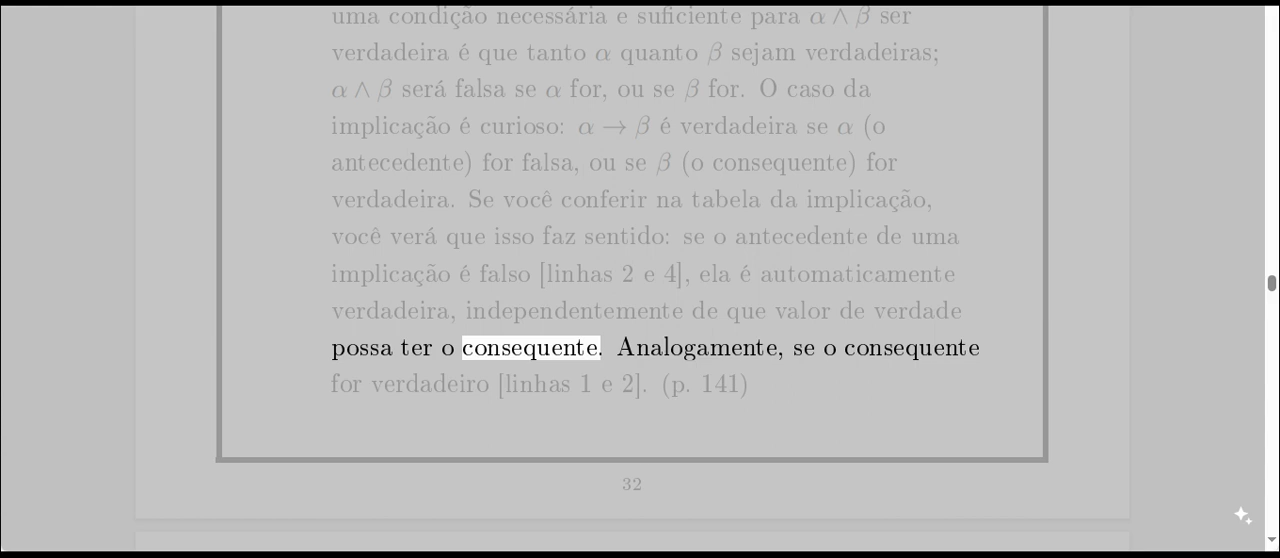 uma condição necessária e suficiente para α ∧ β ser
verdadeira é que tanto α quanto β sejam verdadeiras;
α ∧ β será falsa se α for, ou se β for. O caso da
implicação é curioso: α → β é verdadeira se α (o
antecedente) for falsa, ou se β (o consequente) for
verdadeira. Se você conferir na tabela da implicação,
você verá que isso faz sentido: se o antecedente de uma
implicação é falso [linhas 2 e 4], ela é automaticamente
verdadeira, independentemente de que valor de verdade
possa ter o consequente. Analogamente, se o consequente
for verdadeiro [linhas 1 e 2]. (p. 141)
32